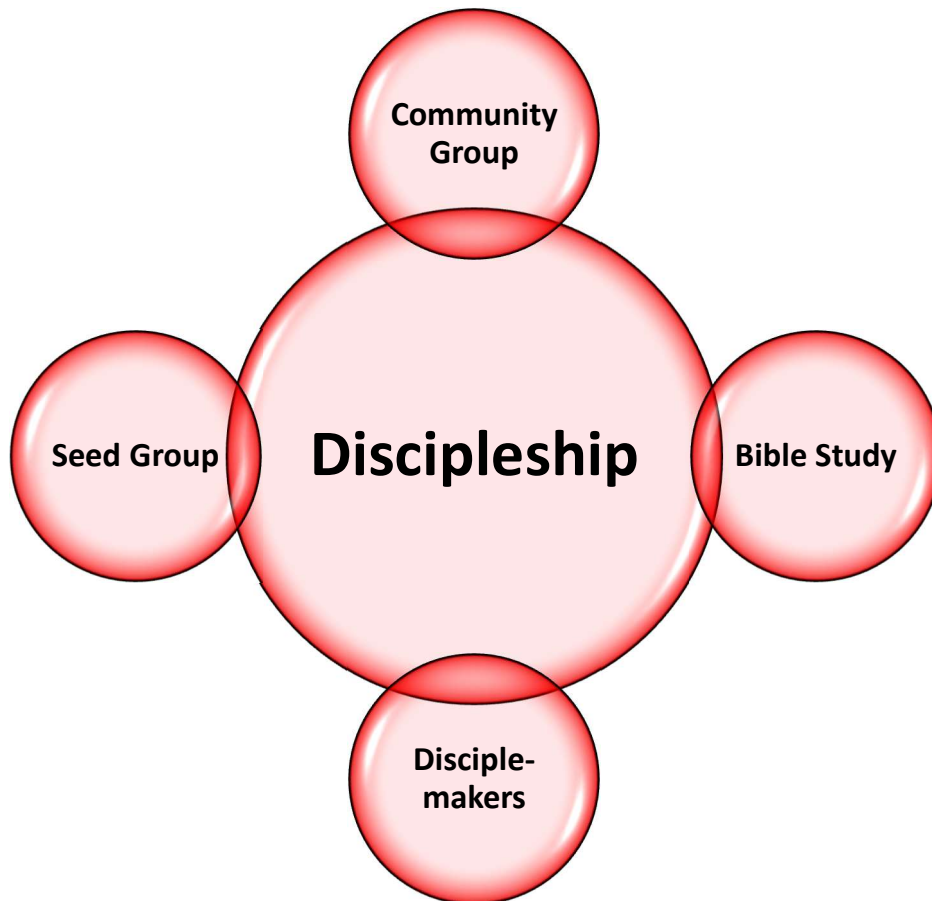 Community
Group
Seed Group
Discipleship
Bible Study
Disciple-
makers